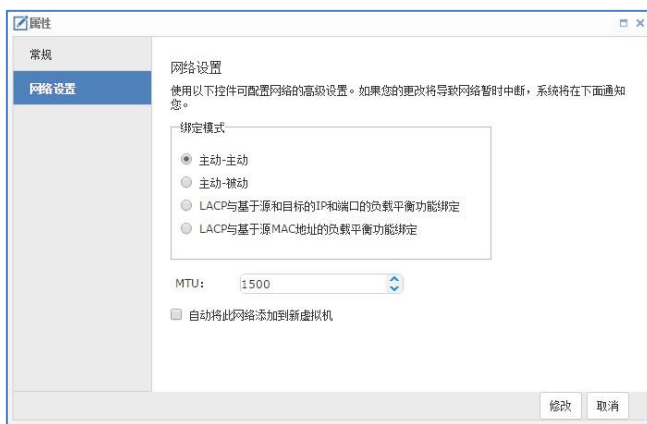 属性
常规
网络设置
网络设置
使用以下控件可配置网络的高级设置。如果您的更改将导致网络暂时中断，系统将在下面通知
您。
绑定模式
主动-主动
主动-被动
LACP与基于源和目标的IP和端口的负载平衡功能绑定
LACP与基于源MAC地址的负载平衡功能绑定
MTU: 1500
自动将此网络添加到新虚拟机
修改 取消